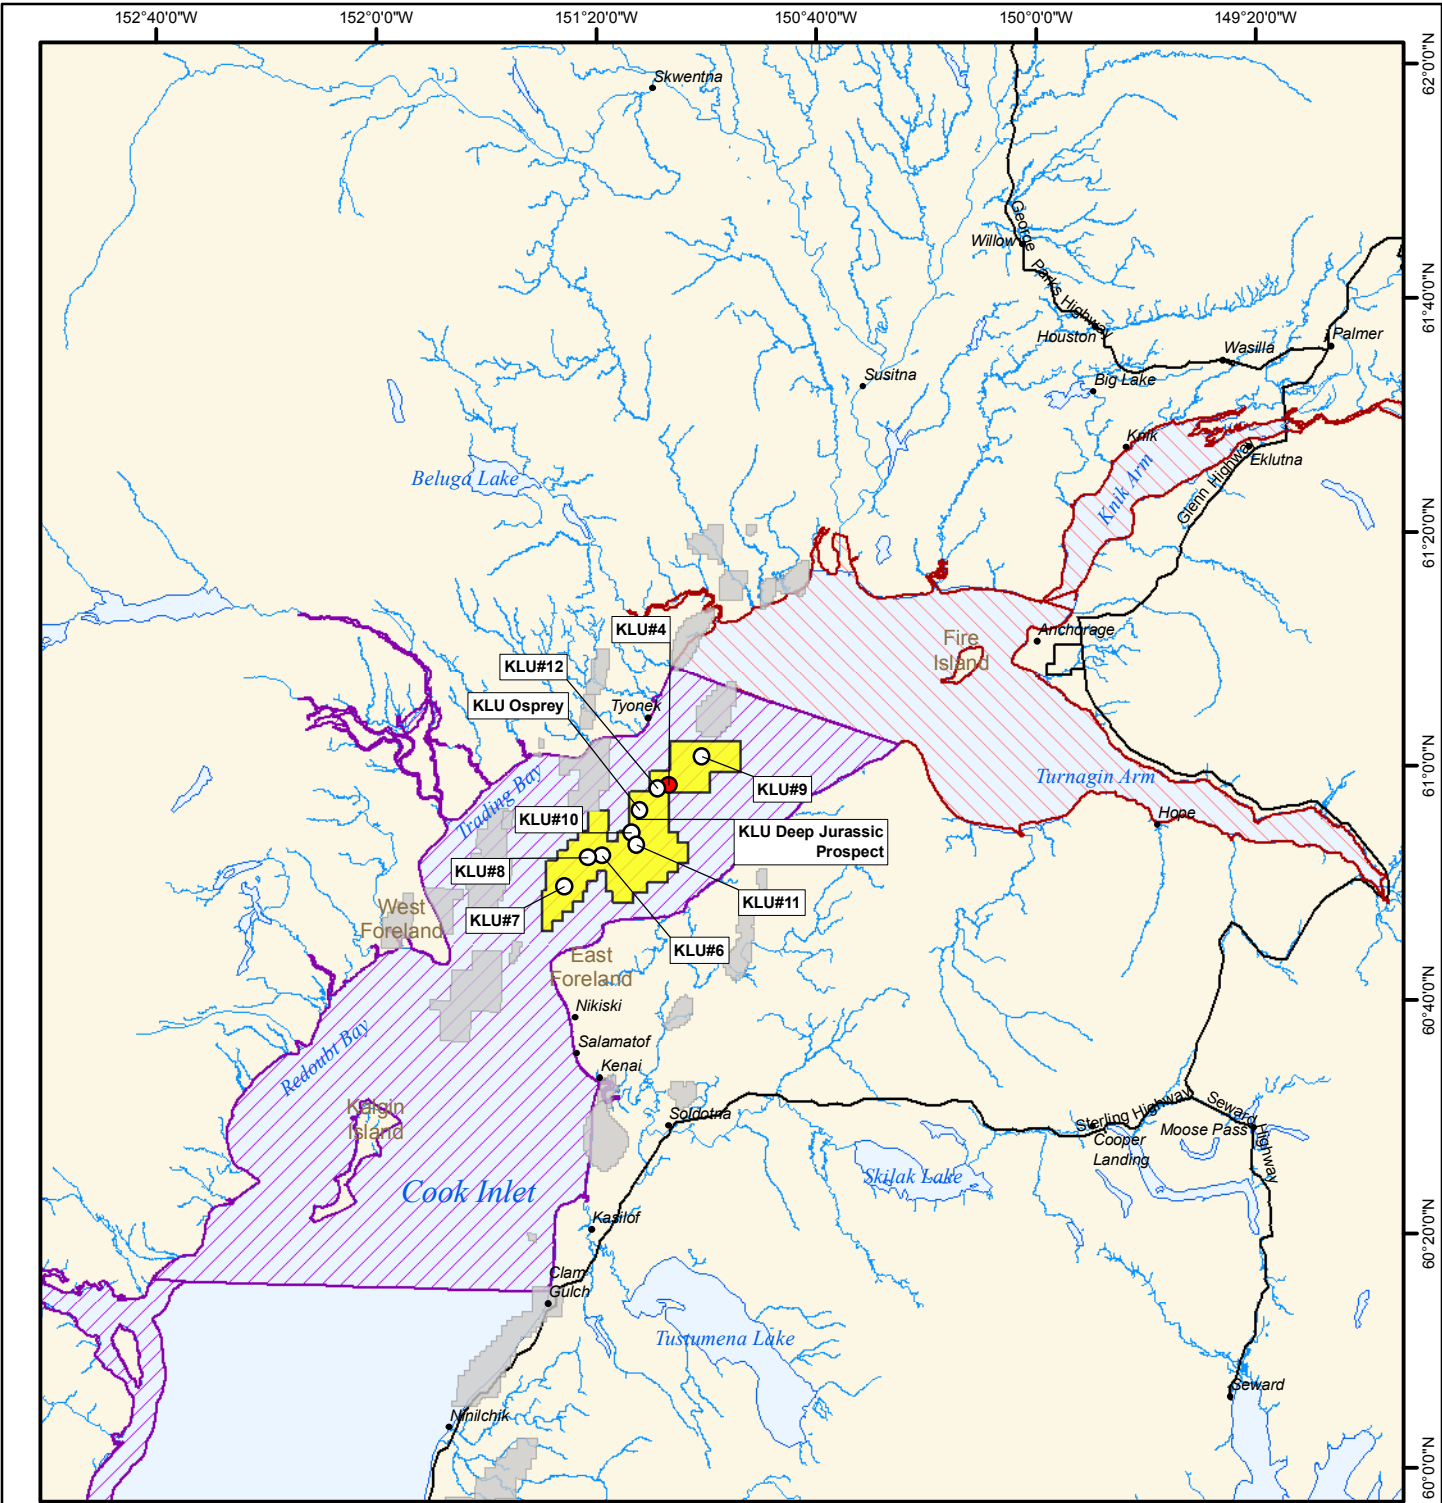 152°40'0"W
152°0'0"W
151°20'0"W
150°40'0"W
150°0'0"W
149°20'0"W
62°0'0"N
61°40'0"N
61°20'0"N
61°0'0"N
60°40'0"N
60°20'0"N
60°0'0"N
Skwentna
George Parks Highway
Willow
Houston
Wasilla
Palmer
Susitna
Big Lake
Knik
Knik Arm
Eklutna
Glenn Highway
Beluga Lake
KLU#4
Fire
Island
Anchorage
KLU#12
KLU Osprey
Tyonek
Trading Bay
KLU#9
Turnagin Arm
Hope
KLU#10
KLU Deep Jurassic
Prospect
KLU#8
KLU#11
KLU#7
KLU#6
West
Foreland
East
Foreland
Nikiski
Salamatof
Redoubt Bay
Kenai
Kalgin
Island
Soldotna
Sterling Highway
Seward Highway
Moose Pass
Cooper
Landing
Skilak Lake
Cook Inlet
Kasilof
Clam
Gulch
Tustumena Lake
Seward
Ninilchik